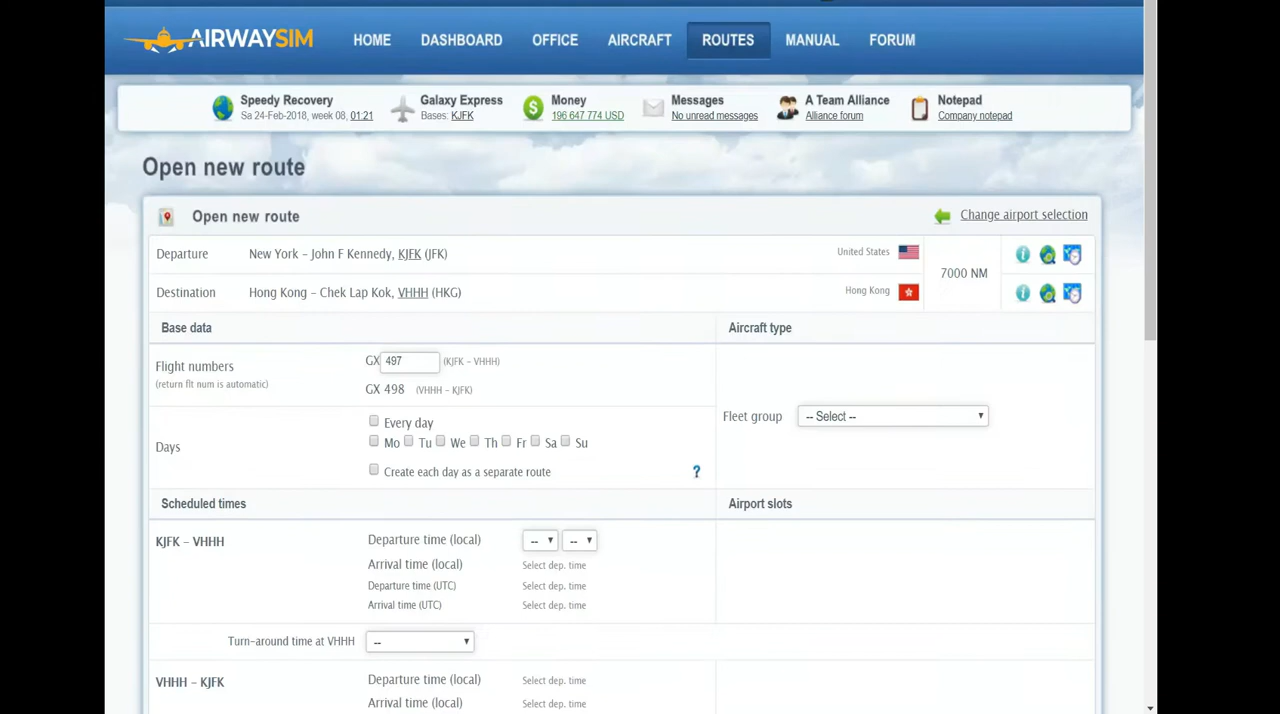 AIRWAYSIM HOME DASHBOARD OFFICE AIRCRAFT ROUTES MANUAL FORUM
Speedy Recovery Galaxy Express Money Messages A Team Alliance Notepad
Sa 24-Feb-2018, week 08, 01:21 Bases: KJFK 196 647 774 USD No unread messages Alliance forum Company notepad
Open new route
Open new route Change airport selection
Departure New York – John F Kennedy, KJFK (JFK) United States
7000 NM
Destination Hong Kong – Chek Lap Kok, VHHH (HKG) Hong Kong
Base data Aircraft type
Flight numbers GX 497 (KJFK – VHHH)
(return flt num is automatic)
GX 498 (VHHH – KJFK)
Fleet group -- Select --
Every day
Days Mo Tu We Th Fr Sa Su
Create each day as a separate route ?
Scheduled times Airport slots
KJFK – VHHH Departure time (local) -- --
Arrival time (local) Select dep. time
Departure time (UTC) Select dep. time
Arrival time (UTC) Select dep. time
Turn-around time at VHHH --
VHHH – KJFK Departure time (local) Select dep. time
Arrival time (local) Select dep. time